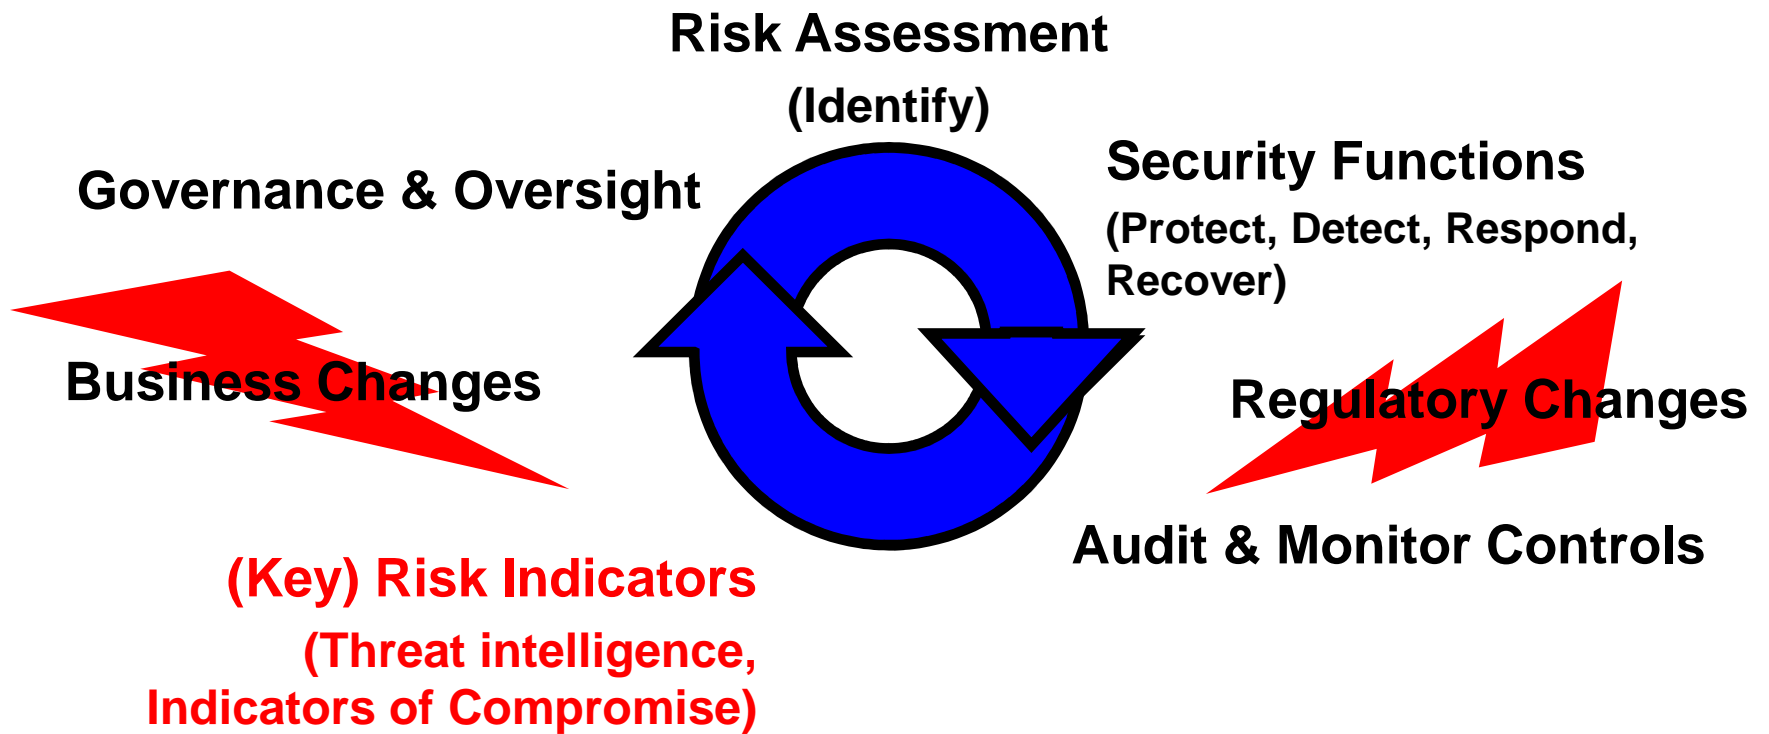 Risk Assessment
(Identify)
Security Functions
(Protect, Detect, Respond,
Recover)
Governance & Oversight
Business Changes
Regulatory Changes
Audit & Monitor Controls
(Key) Risk Indicators
(Threat intelligence,
Indicators of Compromise)